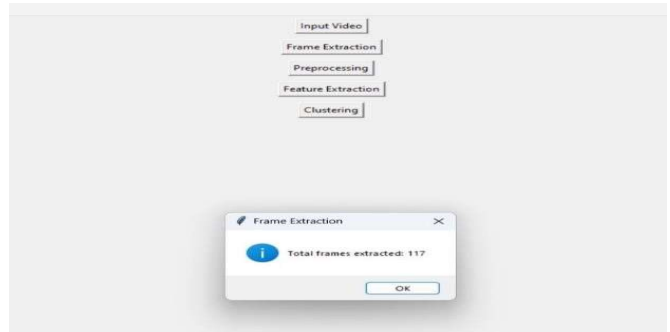 Input Video
Frame Extraction
Preprocessing
Feature Extraction
Clustering
Frame Extraction
Total frames extracted: 117
OK